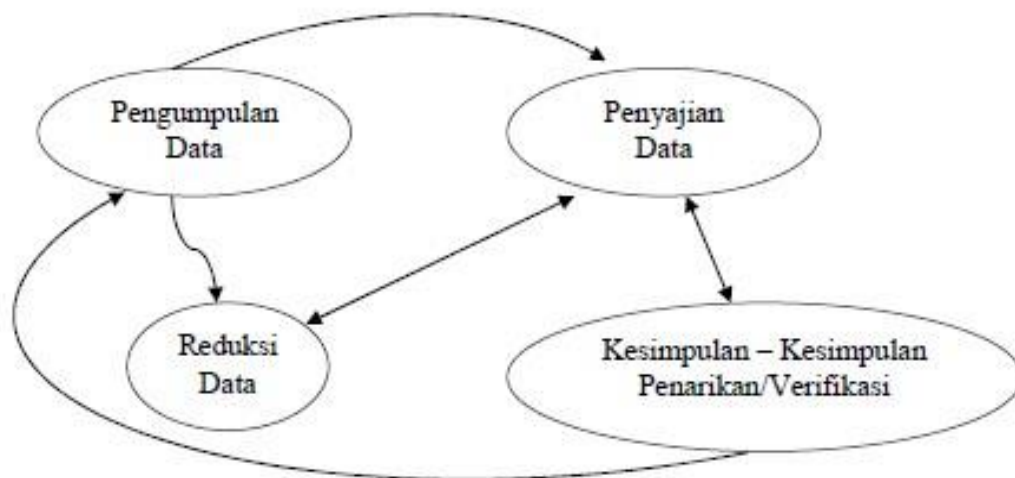 Pengumpulan
Data
Penyajian
Data
Reduksi
Data
Kesimpulan – Kesimpulan
Penarikan/Verifikasi